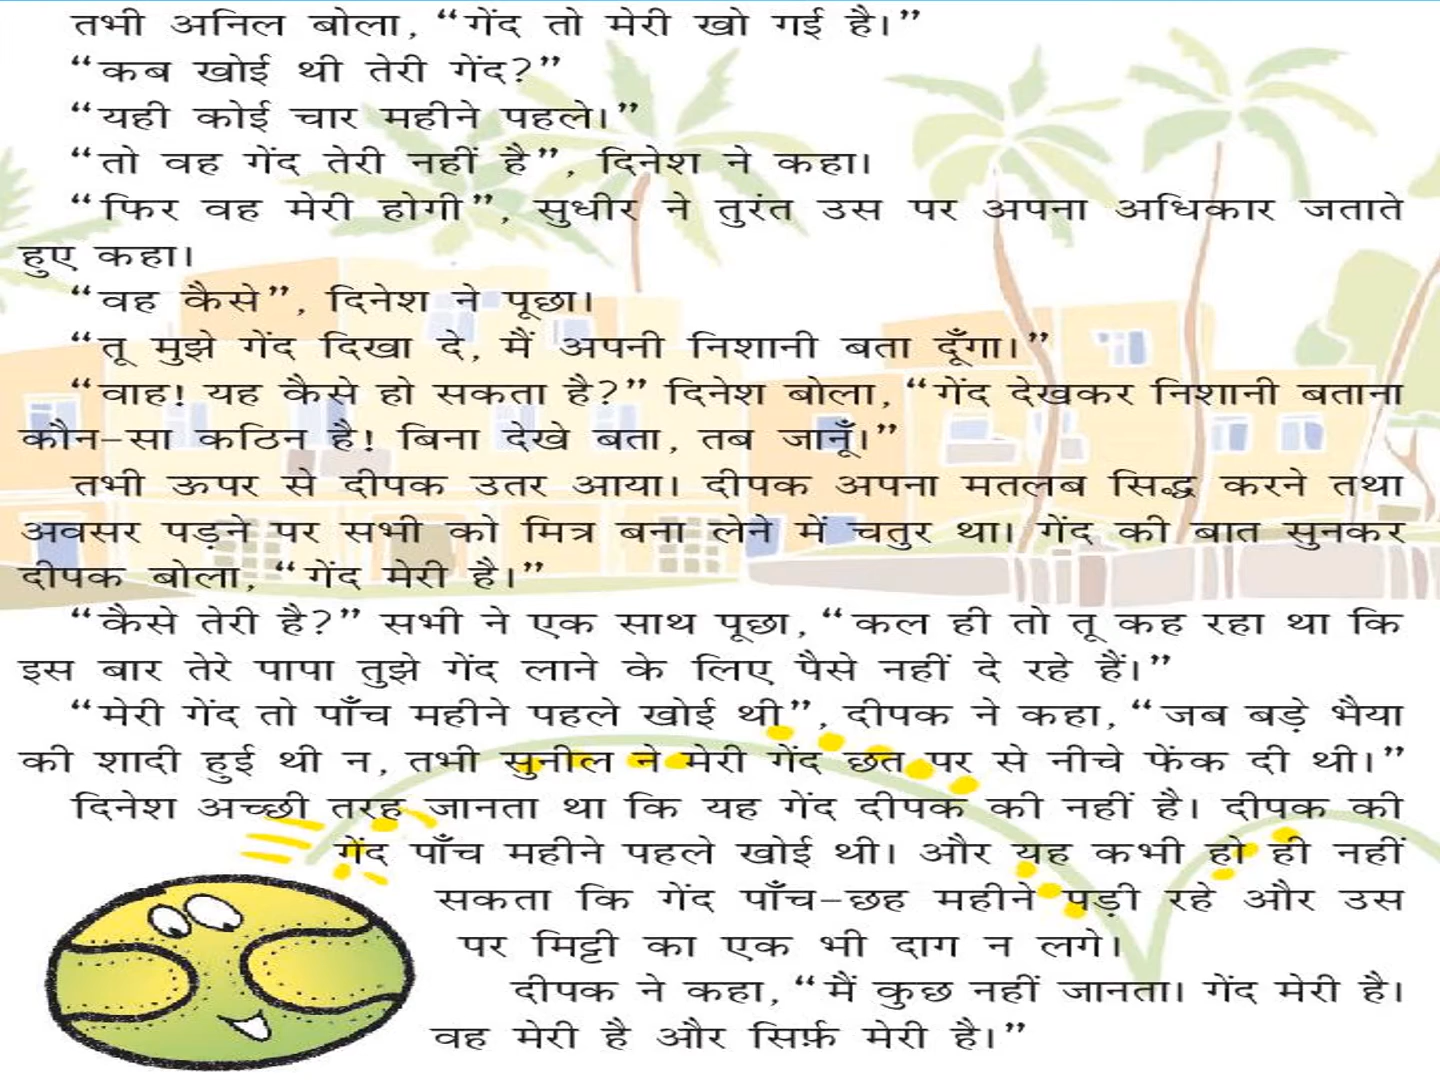 तभी अनिल बोला, “गेंद तो मेरी खो गई है।”
“कब खोई थी तेरी गेंद?”
“यही कोई चार महीने पहले।”
“तो वह गेंद तेरी नहीं है”, दिनेश ने कहा।
“फिर वह मेरी होगी”, सुधीर ने तुरंत उस पर अपना अधिकार जताते
हुए कहा।
“वह कैसे”, दिनेश ने पूछा।
“तू मुझे गेंद दिखा दे, मैं अपनी निशानी बता दूँगा।”
“वाह! यह कैसे हो सकता है?” दिनेश बोला, “गेंद देखकर निशानी बताना
कौन-सा कठिन है! बिना देखे बता, तब जानूँ।”
तभी ऊपर से दीपक उतर आया। दीपक अपना मतलब सिद्ध करने तथा
अवसर पड़ने पर सभी को मित्र बना लेने में चतुर था। गेंद की बात सुनकर
दीपक बोला, “गेंद मेरी है।”
“कैसे तेरी है?” सभी ने एक साथ पूछा, “कल ही तो तू कह रहा था कि
इस बार तेरे पापा तुझे गेंद लाने के लिए पैसे नहीं दे रहे हैं।”
“मेरी गेंद तो पाँच महीने पहले खोई थी”, दीपक ने कहा, “जब बड़े भैया
की शादी हुई थी न, तभी सुनील ने मेरी गेंद छत पर से नीचे फेंक दी थी।”
दिनेश अच्छी तरह जानता था कि यह गेंद दीपक की नहीं है। दीपक की
गेंद पाँच महीने पहले खोई थी। और यह कभी हो ही नहीं
सकता कि गेंद पाँच-छह महीने पड़ी रहे और उस
पर मिट्टी का एक भी दाग न लगे।
दीपक ने कहा, “मैं कुछ नहीं जानता। गेंद मेरी है।
वह मेरी है और सिर्फ़ मेरी है।”